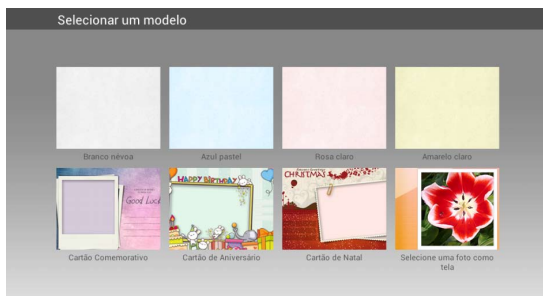 Selecionar um modelo
Branco névoa
Azul pastel
Rosa claro
Amarelo claro
Good Luck
HAPPY BIRTHDAY
CHRISTMAS
Cartão Comemorativo
Cartão de Aniversário
Cartão de Natal
Selecione uma foto como
tela